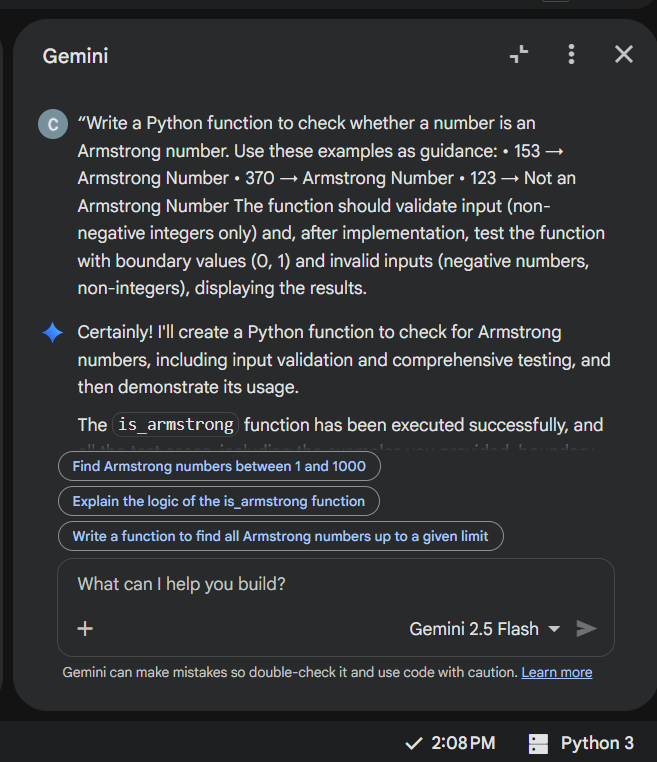 Gemini
C
“Write a Python function to check whether a number is an
Armstrong number. Use these examples as guidance: • 153 →
Armstrong Number • 370 → Armstrong Number • 123 → Not an
Armstrong Number The function should validate input (non-
negative integers only) and, after implementation, test the function
with boundary values (0, 1) and invalid inputs (negative numbers,
non-integers), displaying the results.
Certainly! I'll create a Python function to check for Armstrong
numbers, including input validation and comprehensive testing, and
then demonstrate its usage.
The is_armstrong function has been executed successfully, and
Find Armstrong numbers between 1 and 1000
Explain the logic of the is_armstrong function
Write a function to find all Armstrong numbers up to a given limit
What can I help you build?
Gemini 2.5 Flash
Gemini can make mistakes so double-check it and use code with caution. Learn more
2:08 PM Python 3